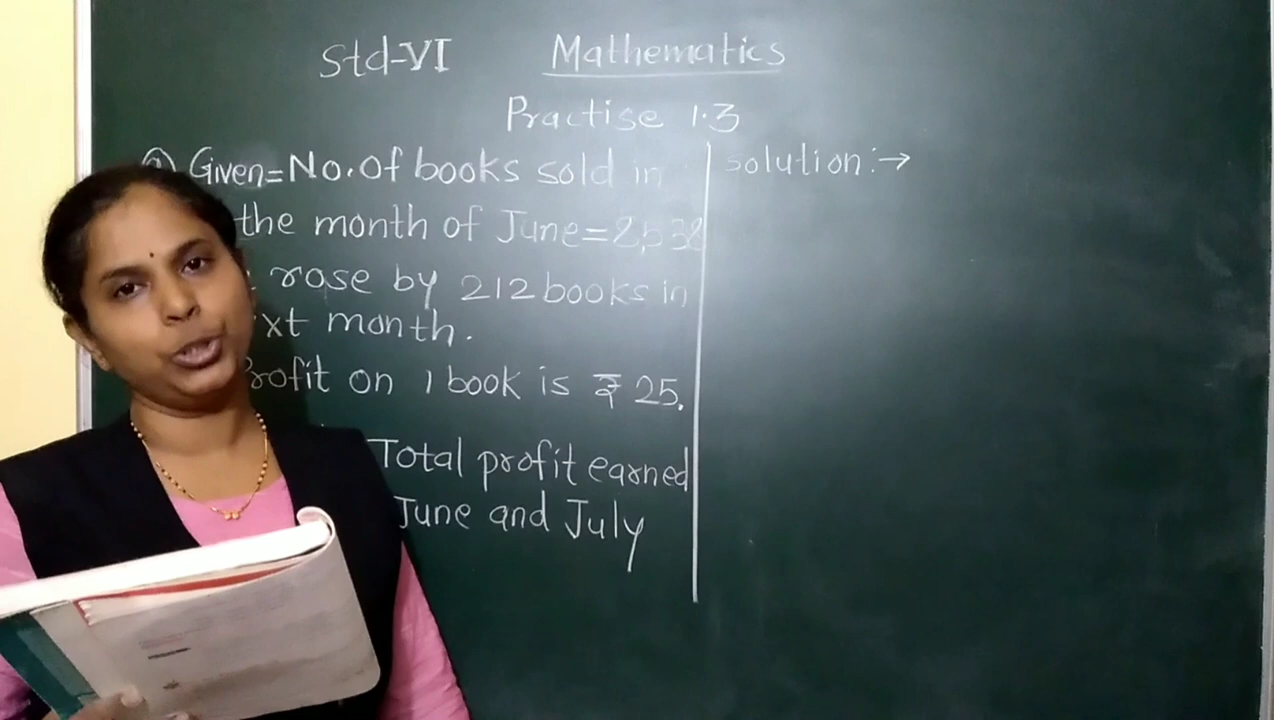 Std-VI Mathematics
Practise 1.3
Given=No. Of books sold in
the month of June=2,538
rose by 212 books in
xt month.
rofit on 1 book is ₹ 25.
Total profit earned
June and July
Solution:→